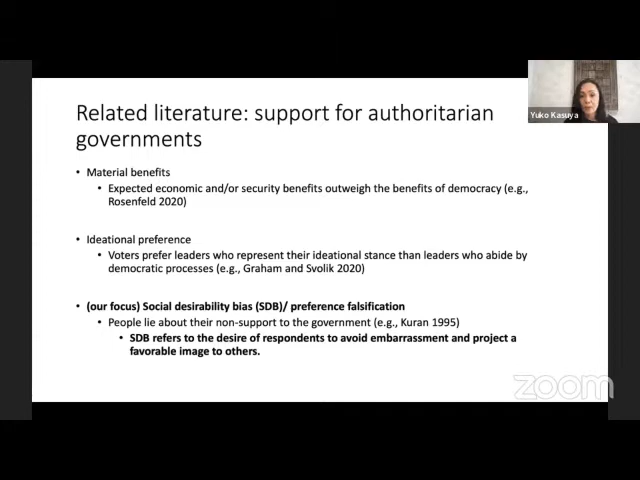 Yuko Kasuya
Related literature: support for authoritarian
governments
• Material benefits
• Expected economic and/or security benefits outweigh the benefits of democracy (e.g.,
Rosenfeld 2020)
• Ideational preference
• Voters prefer leaders who represent their ideational stance than leaders who abide by
democratic processes (e.g., Graham and Svolik 2020)
• (our focus) Social desirability bias (SDB)/ preference falsification
• People lie about their non-support to the government (e.g., Kuran 1995)
• SDB refers to the desire of respondents to avoid embarrassment and project a
favorable image to others.
zoom